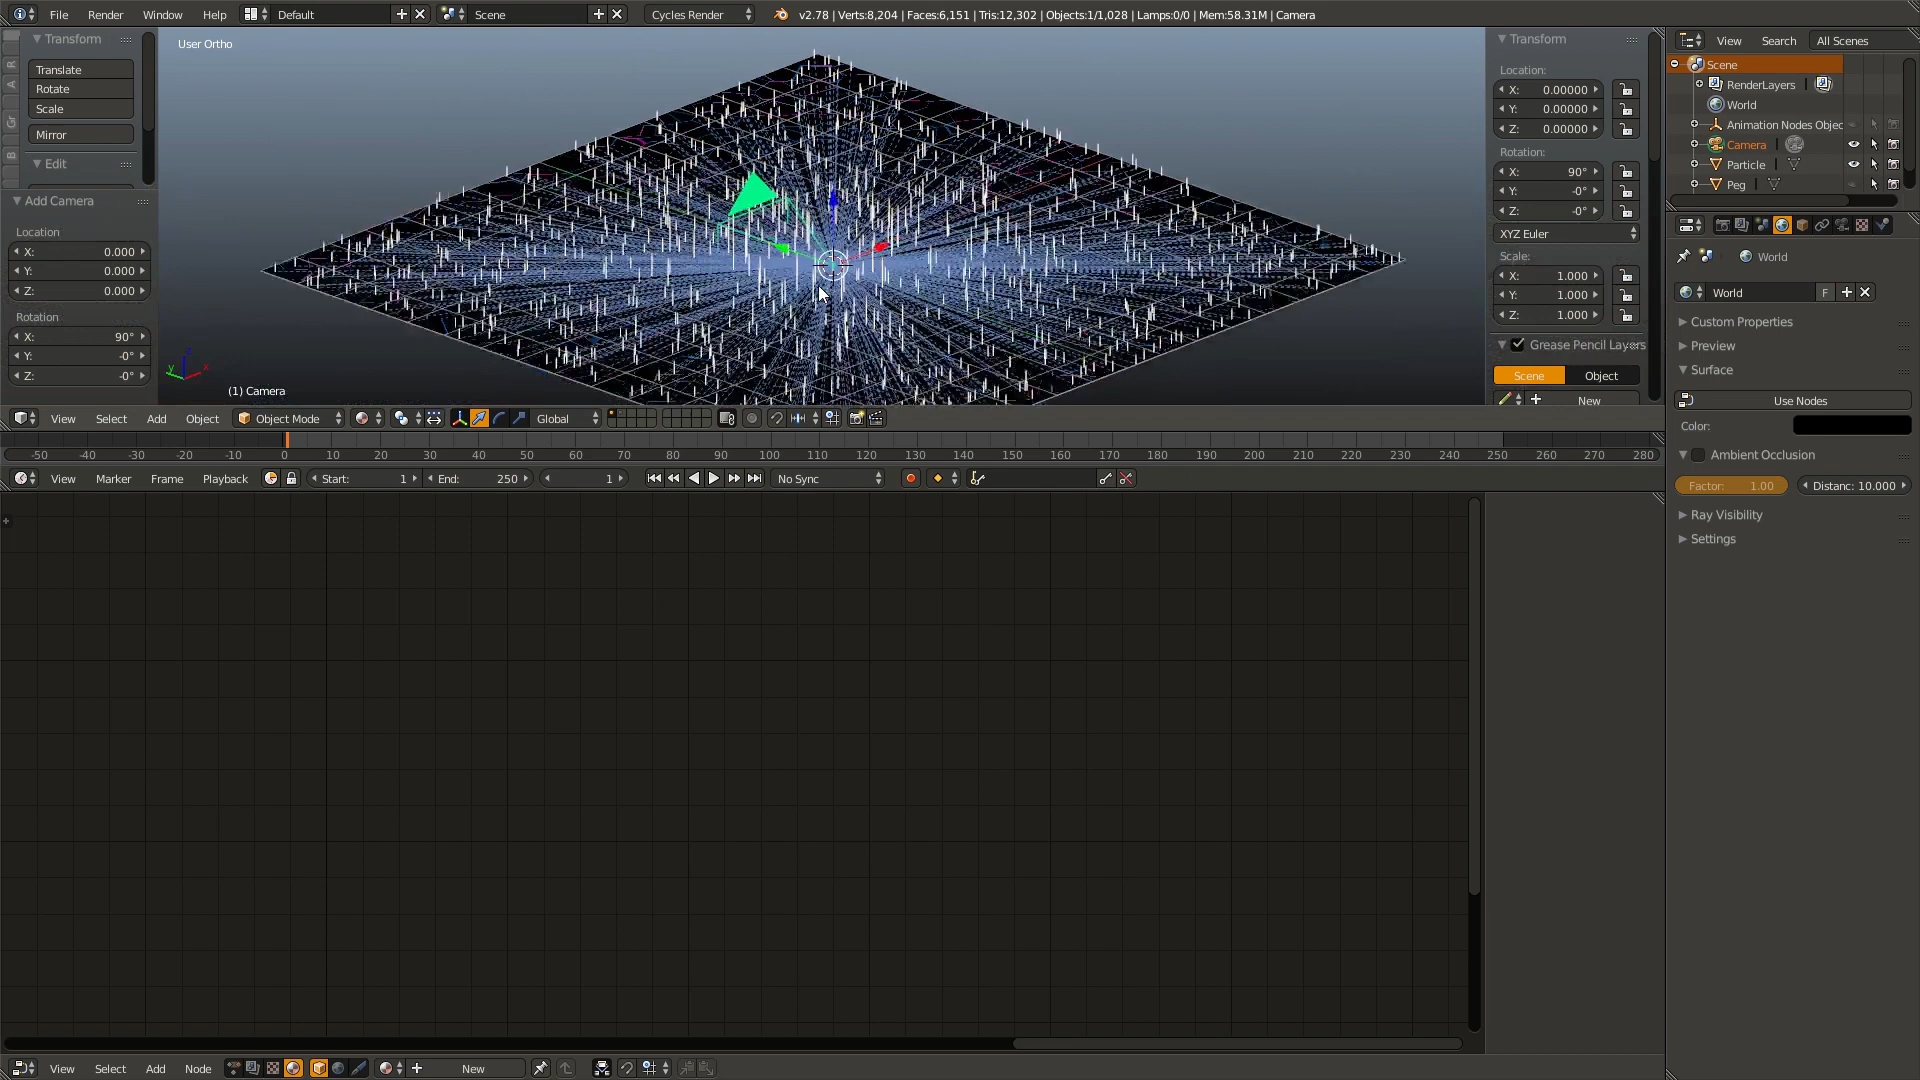 File Render Window Help Default Scene Cycles Render v2.78 | Verts:8,204 | Faces:6,151 | Tris:12,302 | Objects:1/1,028 | Lamps:0/0 | Mem:58.31M | Camera
Transform
Translate
Rotate
Scale
Mirror
Edit
Add Camera
Location
X: 0.000
Y: 0.000
Z: 0.000
Rotation
X: 90°
Y: -0°
Z: -0°
R
A
Gr
B
User Ortho
z
y
x
(1) Camera
Transform
Location:
X: 0.00000
Y: 0.00000
Z: 0.00000
Rotation:
X: 90°
Y: -0°
Z: -0°
XYZ Euler
Scale:
X: 1.000
Y: 1.000
Z: 1.000
Grease Pencil Layers
Scene Object
New
View Search All Scenes
Scene
RenderLayers
World
Animation Nodes Objec
Camera
Particle
Peg
World
World F
Custom Properties
Preview
Surface
Use Nodes
Color:
Ambient Occlusion
Factor: 1.00 Distanc: 10.000
Ray Visibility
Settings
View Select Add Object Object Mode Global
-50 -40 -30 -20 -10 0 10 20 30 40 50 60 70 80 90 100 110 120 130 140 150 160 170 180 190 200 210 220 230 240 250 260 270 280
View Marker Frame Playback Start: 1 End: 250 1 No Sync
View Select Add Node New